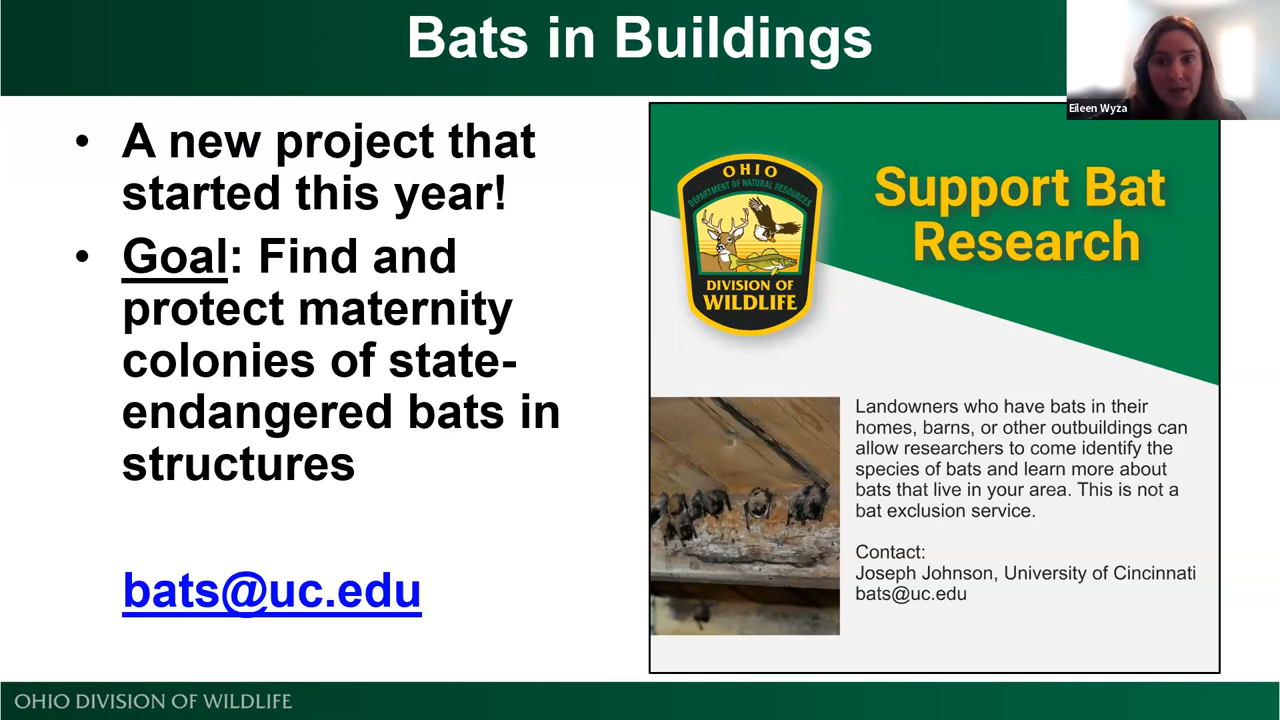 Bats in Buildings
Eileen Wyza
• A new project that
started this year!
• Goal: Find and
protect maternity
colonies of state-
endangered bats in
structures
bats@uc.edu
OHIO
DEPARTMENT OF NATURAL RESOURCES
DIVISION OF
WILDLIFE
Support Bat
Research
Landowners who have bats in their
homes, barns, or other outbuildings can
allow researchers to come identify the
species of bats and learn more about
bats that live in your area. This is not a
bat exclusion service.
Contact:
Joseph Johnson, University of Cincinnati
bats@uc.edu
OHIO DIVISION OF WILDLIFE